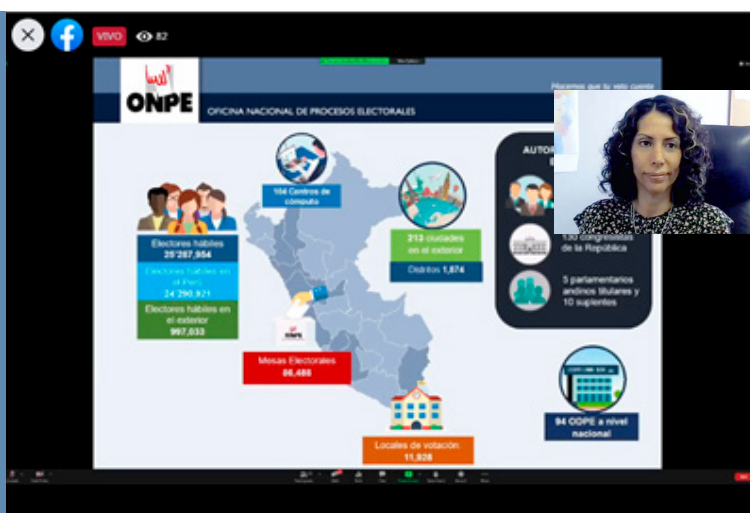 VIVO
82
Hacemos que tu voto cuente
ONPE
OFICINA NACIONAL DE PROCESOS ELECTORALES
104 Centros de
cómputo
Electores hábiles
25'287,954
Electores hábiles en
el Perú
24'290,921
Electores hábiles en
el exterior
997,033
213 ciudades
en el exterior
Distritos 1,874
130 congresistas
de la República
5 parlamentarios
andinos titulares y
10 suplentes
ONPE
Mesas Electorales
86,488
Locales de votación
11,928
94 ODPE a nivel
nacional